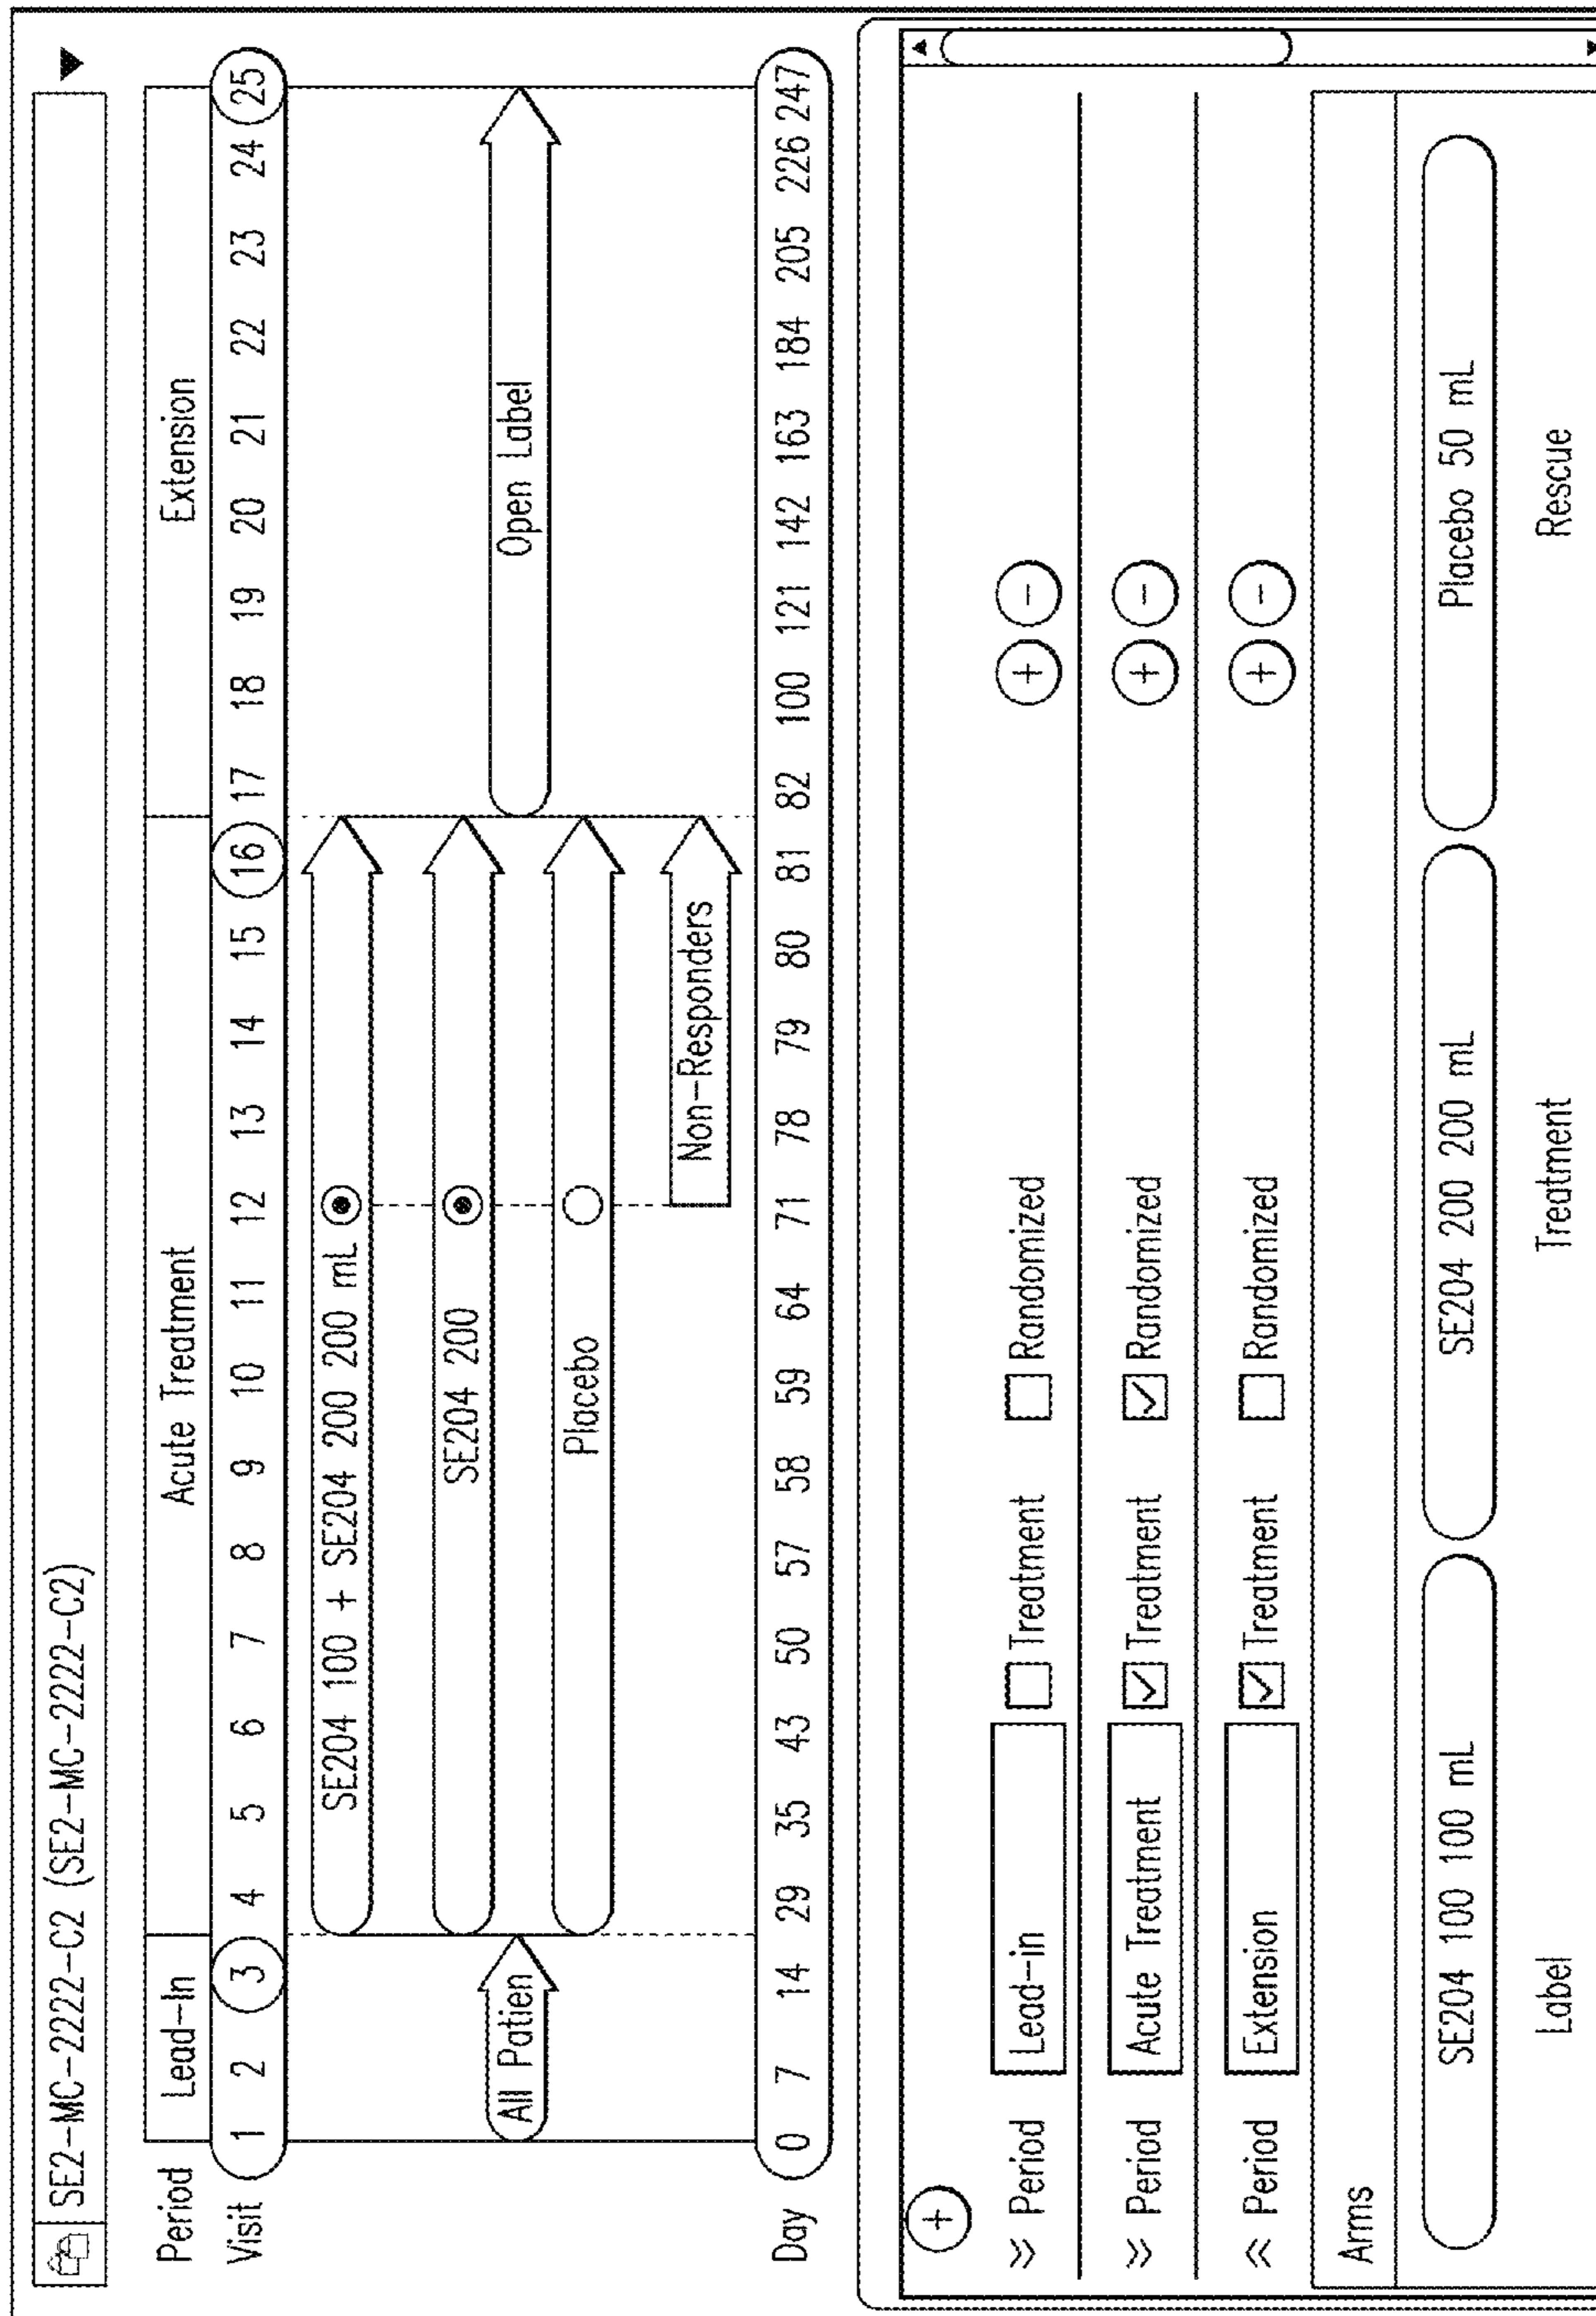 SE2-MC-2222-C2 (SE2-MC-2222-C2)
Period Lead-In Acute Treatment Extension
Visit 1 2 3 4 5 6 7 8 9 10 11 12 13 14 15 16 17 18 19 20 21 22 23 24 25
SE204 100 + SE204 200 200 mL
SE204 200
All Patien
Open Label
Placebo
Non-Responders
Day 0 7 14 29 35 43 50 57 58 59 64 71 78 79 80 81 82 100 121 142 163 184 205 226 247
+
Period Lead-in Treatment Randomized + -
Period Acute Treatment Treatment Randomized + -
Period Extension Treatment Randomized + -
Arms
SE204 100 100 mL SE204 200 200 mL Placebo 50 mL
Label Treatment Rescue